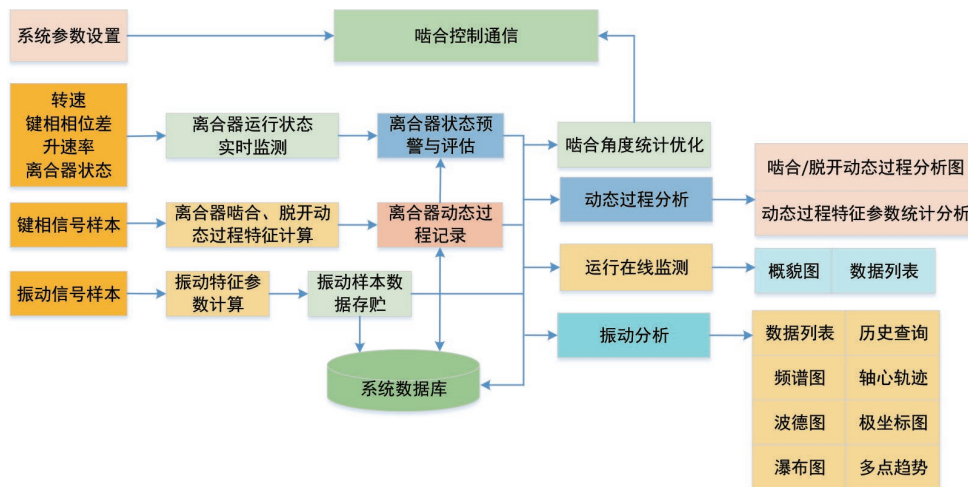 系统参数设置
啮合控制通信
转速
键相相位差
升速率
离合器状态
离合器运行状态
实时监测
离合器状态预
警与评估
啮合角度统计优化
啮合/脱开动态过程分析图
动态过程特征参数统计分析
动态过程分析
键相信号样本
离合器啮合、脱开动
态过程特征计算
离合器动态过
程记录
运行在线监测
概貌图
数据列表
振动信号样本
振动特征参
数计算
振动样本数
据存贮
振动分析
数据列表
历史查询
频谱图
轴心轨迹
波德图
极坐标图
瀑布图
多点趋势
系统数据库